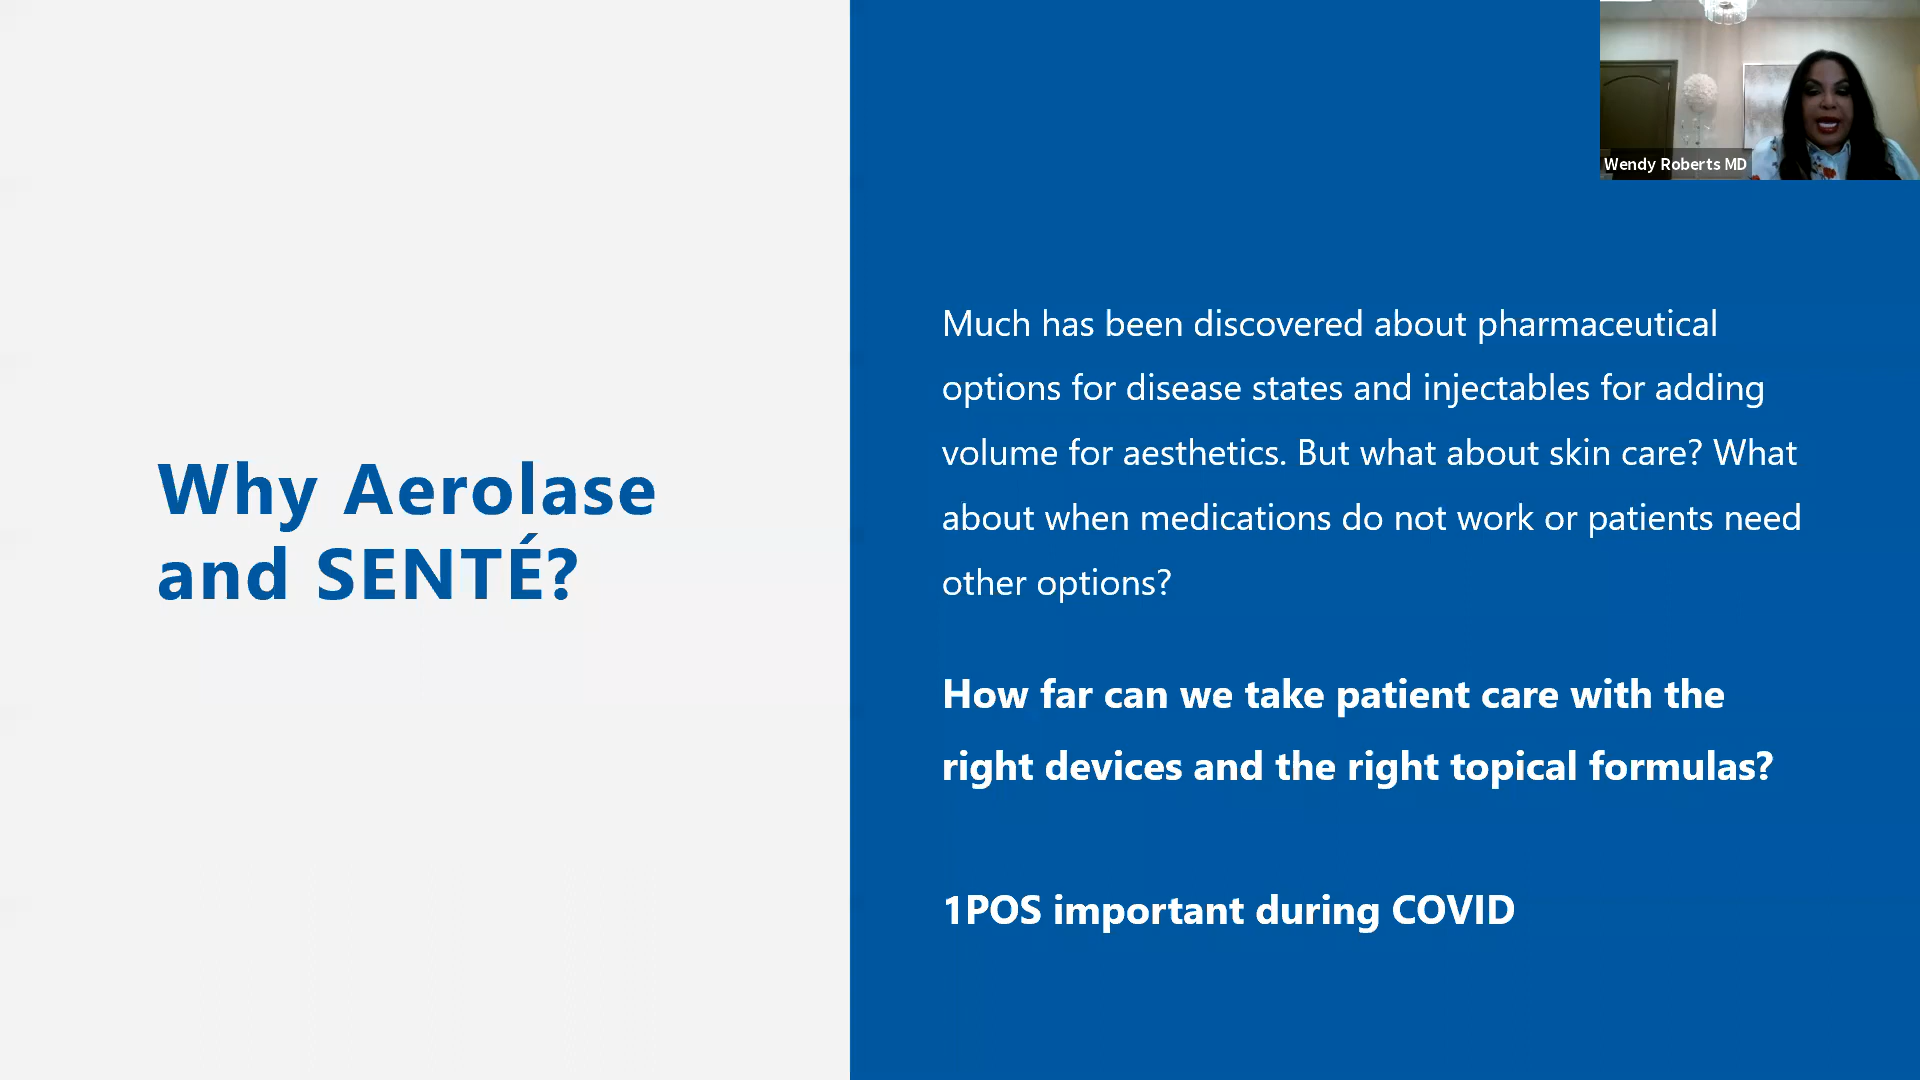 Why Aerolase
and SENTÉ?
Wendy Roberts MD
Much has been discovered about pharmaceutical
options for disease states and injectables for adding
volume for aesthetics. But what about skin care? What
about when medications do not work or patients need
other options?
How far can we take patient care with the
right devices and the right topical formulas?
1POS important during COVID